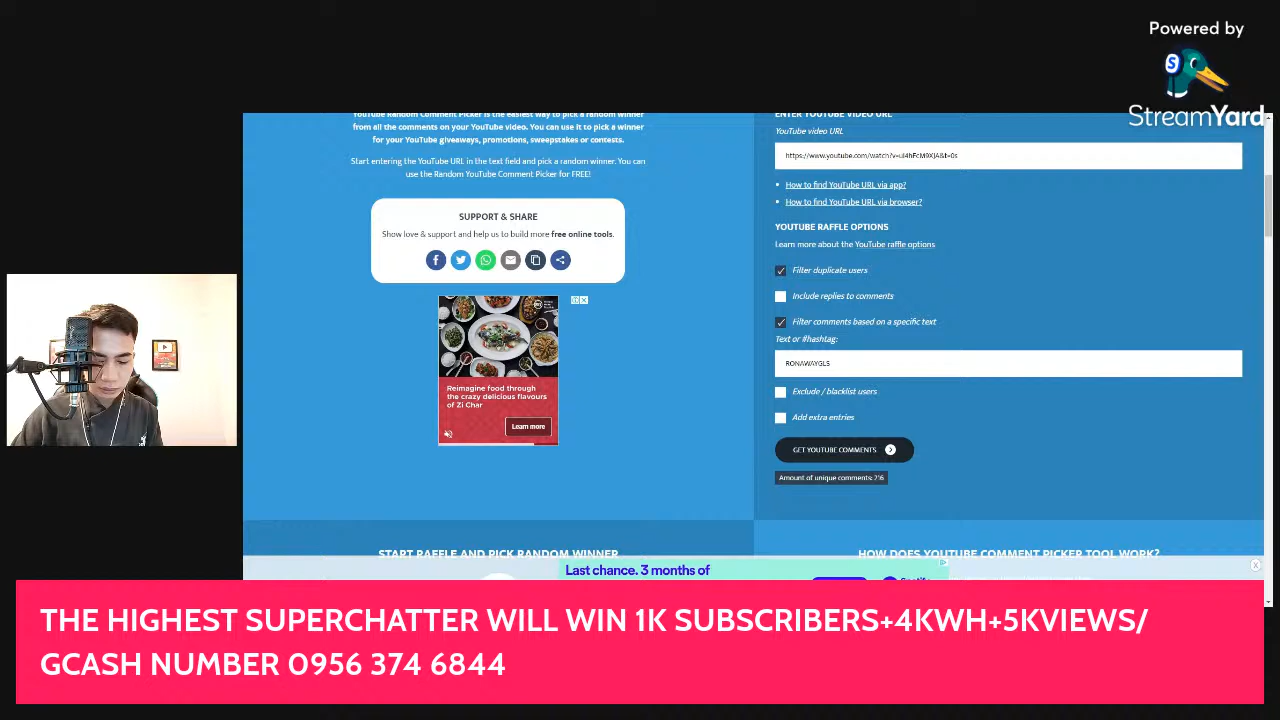 Powered by
StreamYard
YouTube Random Comment Picker is the easiest way to pick a random winner
from all the comments on your YouTube video. You can use it to pick a winner
for your YouTube giveaways, promotions, sweepstakes or contests.
Start entering the YouTube URL in the text field and pick a random winner. You can
use the Random YouTube Comment Picker for FREE!
SUPPORT & SHARE
Show love & support and help us to build more free online tools.
Reimagine food through
the crazy delicious flavours
of Zi Char
Learn more
ENTER YOUTUBE VIDEO URL
YouTube video URL
How to find YouTube URL via app?
How to find YouTube URL via browser?
YOUTUBE RAFFLE OPTIONS
Learn more about the YouTube raffle options
Filter duplicate users
Include replies to comments
Filter comments based on a specific text
Text or #hashtag:
RONAWAYGLS
Exclude / blacklist users
Add extra entries
GET YOUTUBE COMMENTS
Amount of unique comments: 216
START RAFFLE AND PICK RANDOM WINNER
HOW DOES YOUTUBE COMMENT PICKER TOOL WORK?
Last chance. 3 months of
THE HIGHEST SUPERCHATTER WILL WIN 1K SUBSCRIBERS+4KWH+5KVIEWS/
GCASH NUMBER 0956 374 6844